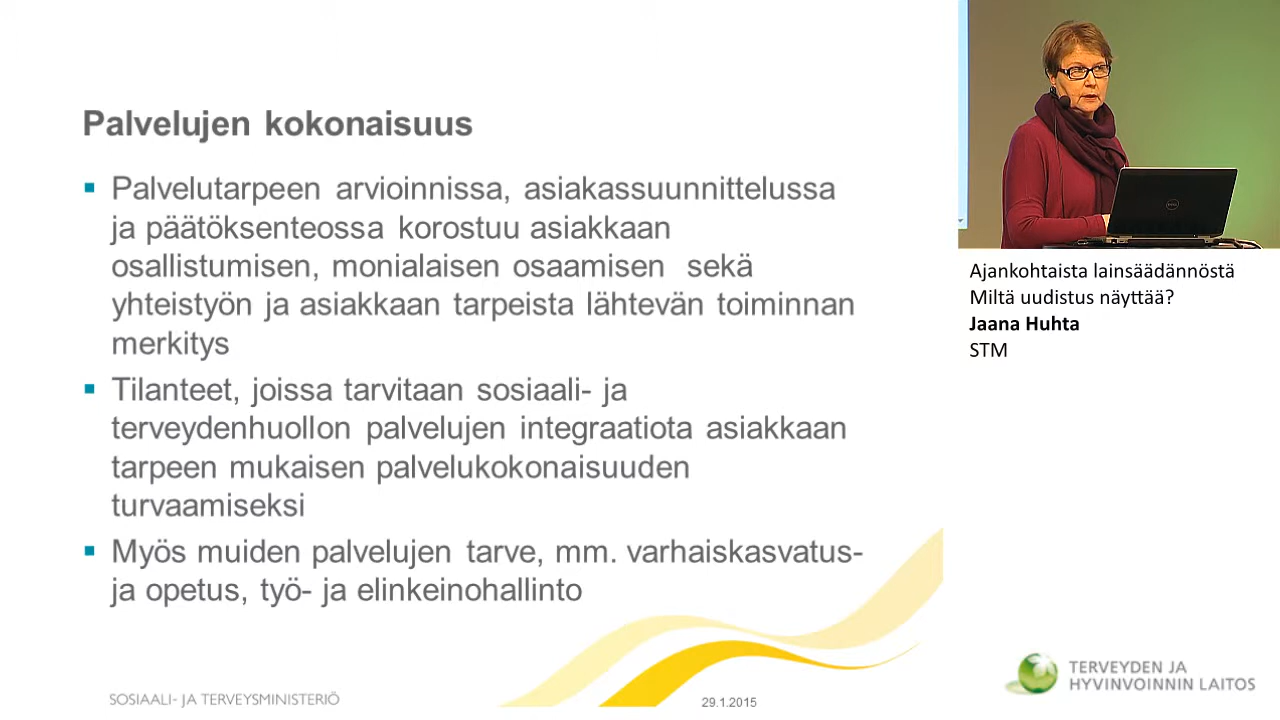 Palvelujen kokonaisuus
Palvelutarpeen arvioinnissa, asiakassuunnittelussa
ja päätöksenteossa korostuu asiakkaan
osallistumisen, monialaisen osaamisen sekä
yhteistyön ja asiakkaan tarpeista lähtevän toiminnan
merkitys
Tilanteet, joissa tarvitaan sosiaali- ja
terveydenhuollon palvelujen integraatiota asiakkaan
tarpeen mukaisen palvelukokonaisuuden
turvaamiseksi
Myös muiden palvelujen tarve, mm. varhaiskasvatus-
ja opetus, työ- ja elinkeinohallinto
SOSIAALI- JA TERVEYSMINISTERIÖ
29.1.2015
Ajankohtaista lainsäädännöstä
Miltä uudistus näyttää?
Jaana Huhta
STM
TERVEYDEN JA
HYVINVOINNIN LAITOS